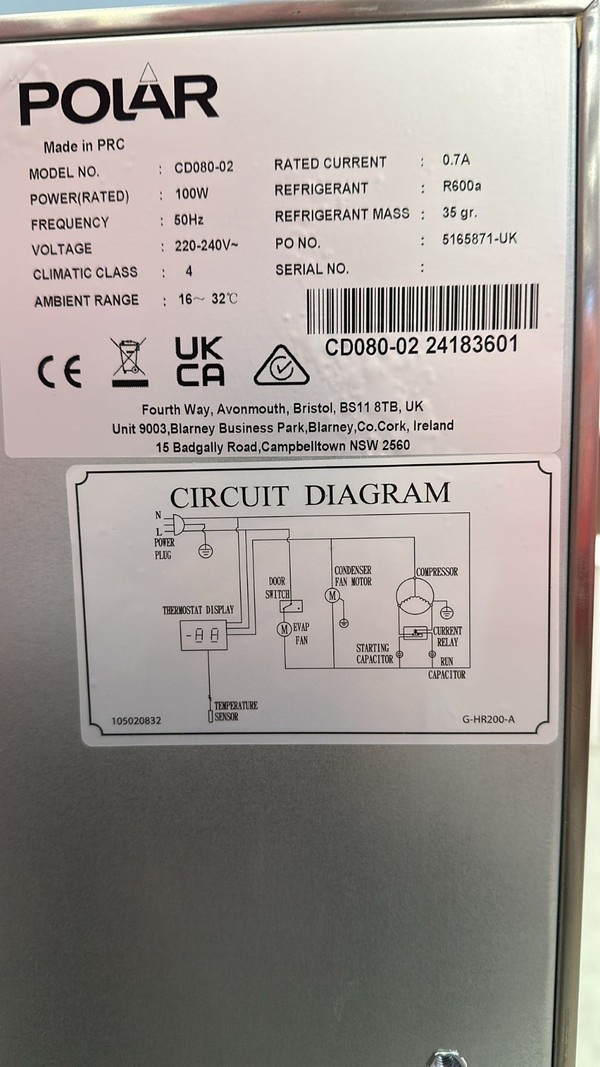 POLAR
Made in PRC
MODEL NO. : CD080-02
POWER(RATED) : 100W
FREQUENCY : 50Hz
VOLTAGE : 220-240V~
CLIMATIC CLASS : 4
AMBIENT RANGE : 16~ 32℃
RATED CURRENT : 0.7A
REFRIGERANT : R600a
REFRIGERANT MASS : 35 gr.
PO NO. : 5165871-UK
SERIAL NO. :
CD080-02 24183601
CE
UK
CA
Fourth Way, Avonmouth, Bristol, BS11 8TB, UK
Unit 9003,Blarney Business Park,Blarney,Co.Cork, Ireland
15 Badgally Road,Campbelltown NSW 2560
CIRCUIT DIAGRAM
N
L
POWER
PLUG
THERMOSTAT DISPLAY
DOOR
SWITCH
M
EVAP
FAN
CONDENSER
FAN MOTOR
M
COMPRESSOR
CURRENT
RELAY
STARTING
CAPACITOR
RUN
CAPACITOR
TEMPERATURE
SENSOR
105020832
G-HR200-A